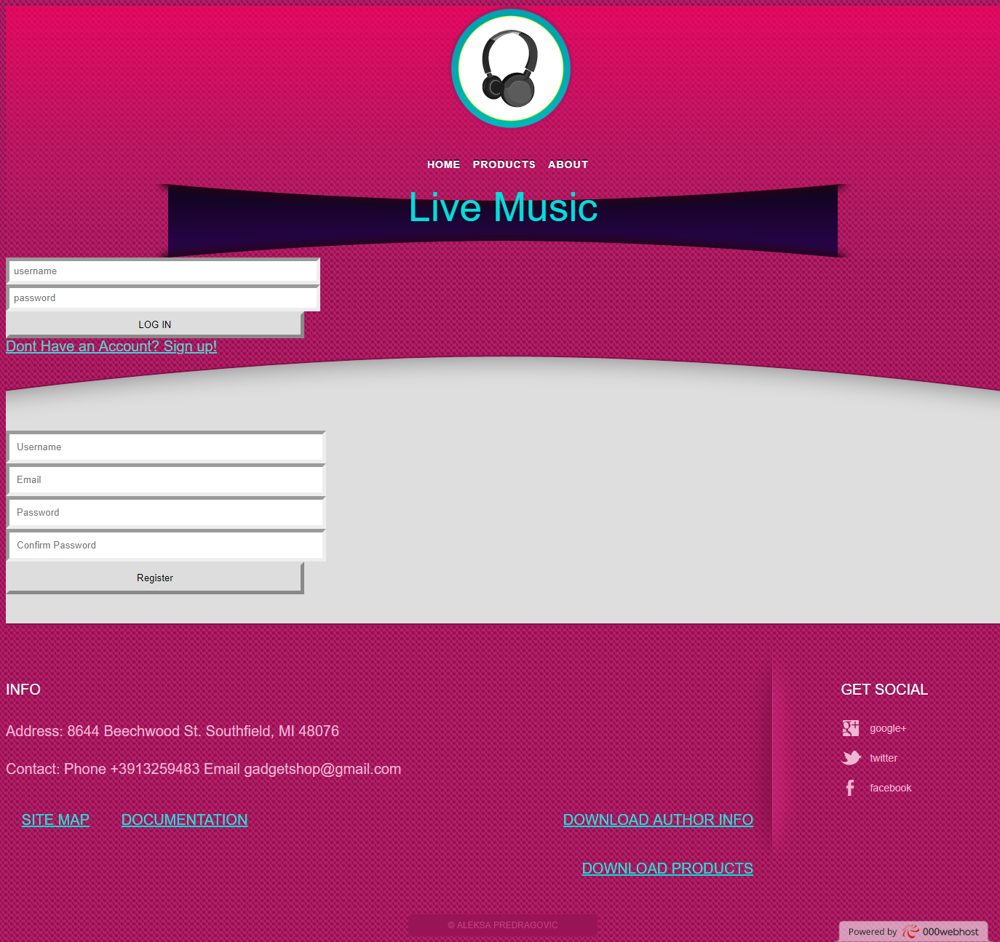 HOME PRODUCTS ABOUT
Live Music
username
password
LOG IN
Dont Have an Account? Sign up!
Username
Email
Password
Confirm Password
Register
INFO
Address: 8644 Beechwood St. Southfield, MI 48076
Contact: Phone +3913259483 Email gadgetshop@gmail.com
SITE MAP DOCUMENTATION
DOWNLOAD AUTHOR INFO
DOWNLOAD PRODUCTS
GET SOCIAL
google+
twitter
facebook
© ALEKSA PREDRAGOVIC
Powered by 000webhost